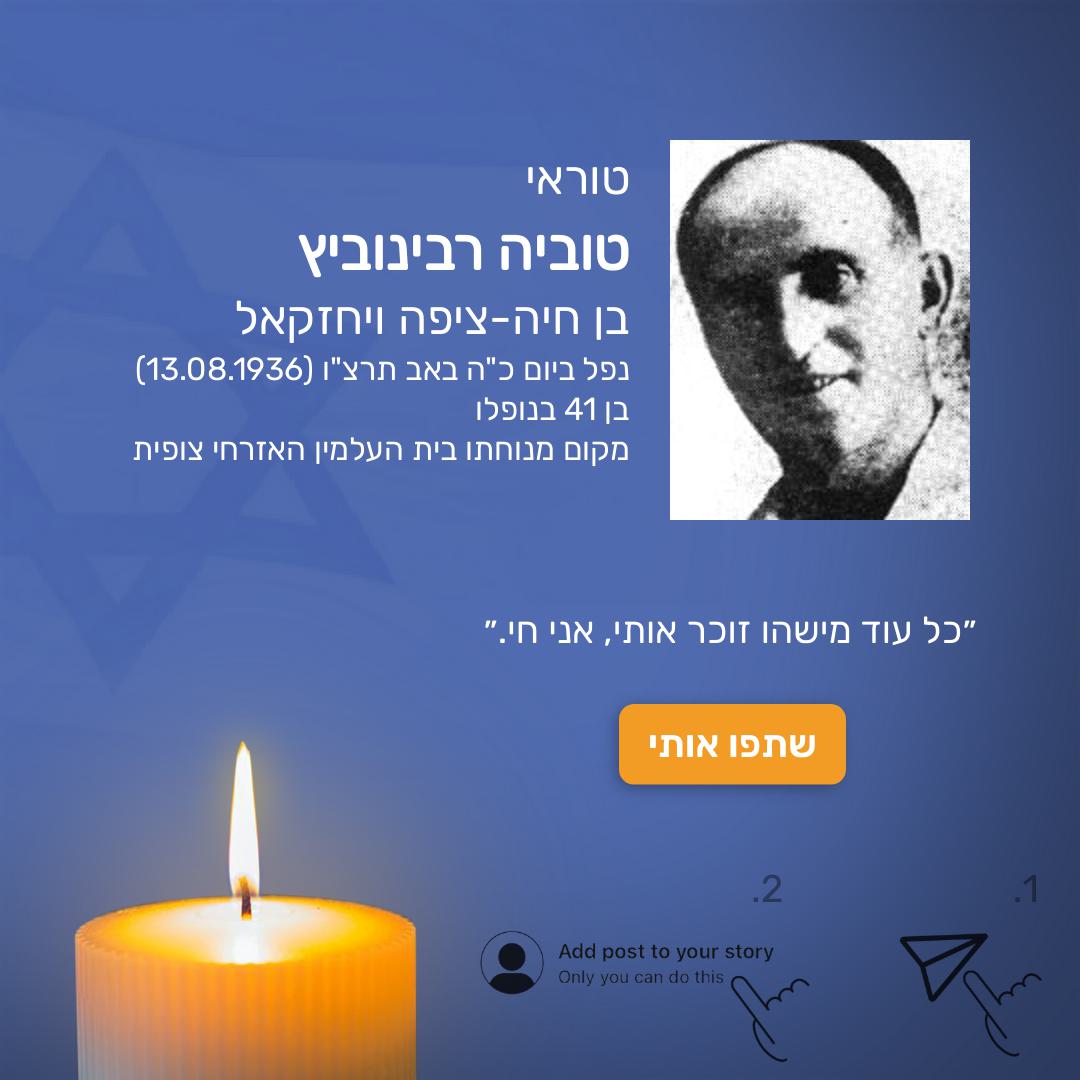 טוראי
טוביה רבינוביץ
בן חיה-ציפה ויחזקאל
נפל ביום כ"ה באב תרצ"ו (13.08.1936)
בן 41 בנופלו
מקום מנוחתו בית העלמין האזרחי צופית
״כל עוד מישהו זוכר אותי, אני חי.״
שתפו אותי
.1
.2
Add post to your story
Only you can do this